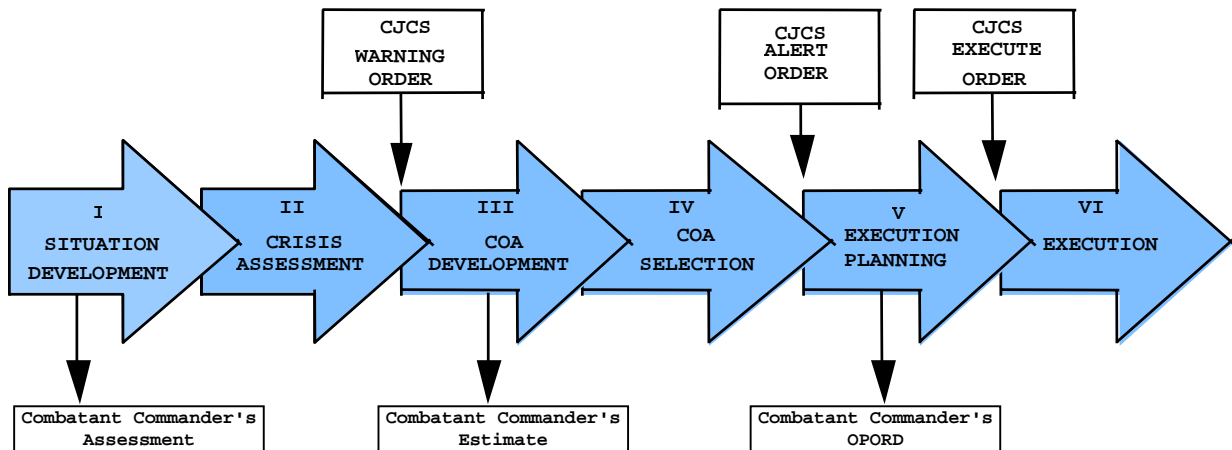 CJCS
WARNING
ORDER
CJCS
ALERT
ORDER
CJCS
EXECUTE
ORDER
I
SITUATION
DEVELOPMENT
II
CRISIS
ASSESSMENT
III
COA
DEVELOPMENT
IV
COA
SELECTION
V
EXECUTION
PLANNING
VI
EXECUTION
Combatant Commander's
Assessment
Combatant Commander's
Estimate
Combatant Commander's
OPORD